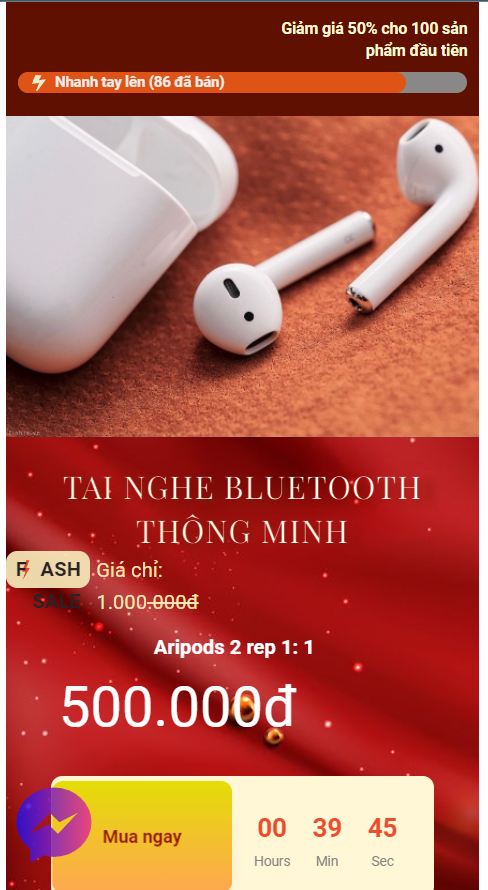 Giảm giá 50% cho 100 sản
phẩm đầu tiên
Nhanh tay lên (86 đã bán)
TAI NGHE BLUETOOTH
THÔNG MINH
FLASH
SALE
Giá chỉ:
1.000.000đ
Aripods 2 rep 1: 1
500.000đ
Mua ngay
00 39 45
Hours Min Sec